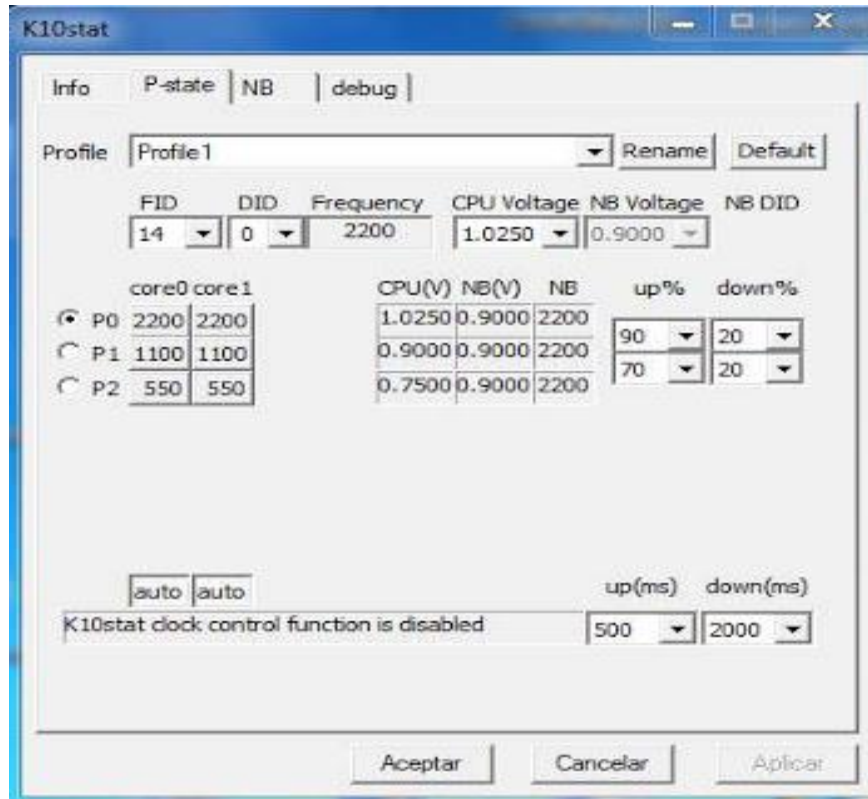 K10stat
Info P-state NB debug
Profile Profile1 Rename Default
FID DID Frequency CPU Voltage NB Voltage NB DID
14 0 2200 1.0250 0.9000
core0 core1 CPU(V) NB(V) NB up% down%
P0 2200 2200 1.0250 0.9000 2200 90 20
P1 1100 1100 0.9000 0.9000 2200 70 20
P2 550 550 0.7500 0.9000 2200
auto auto up(ms) down(ms)
K10stat clock control function is disabled 500 2000
Aceptar Cancelar Aplicar